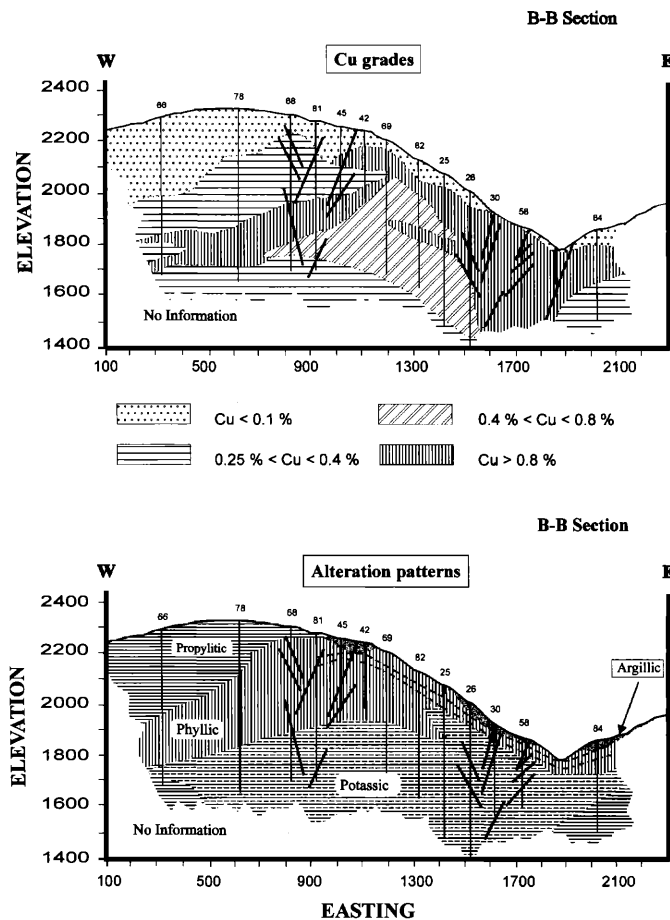 B-B Section
W
Cu grades
E
66 78 68 81 45 42 69 82 25 26 30 58 84
ELEVATION
2400
2200
2000
1800
1600
1400
No Information
100 500 900 1300 1700 2100
Cu < 0.1 %
0.4 % < Cu < 0.8 %
0.25 % < Cu < 0.4 %
Cu > 0.8 %
B-B Section
W
Alteration patterns
E
66 78 58 81 45 42 69 82 25 26 30 58 84
Argillic
Propylitic
Phyllic
Potassic
ELEVATION
2400
2200
2000
1800
1600
1400
No Information
100 500 900 1300 1700 2100
EASTING